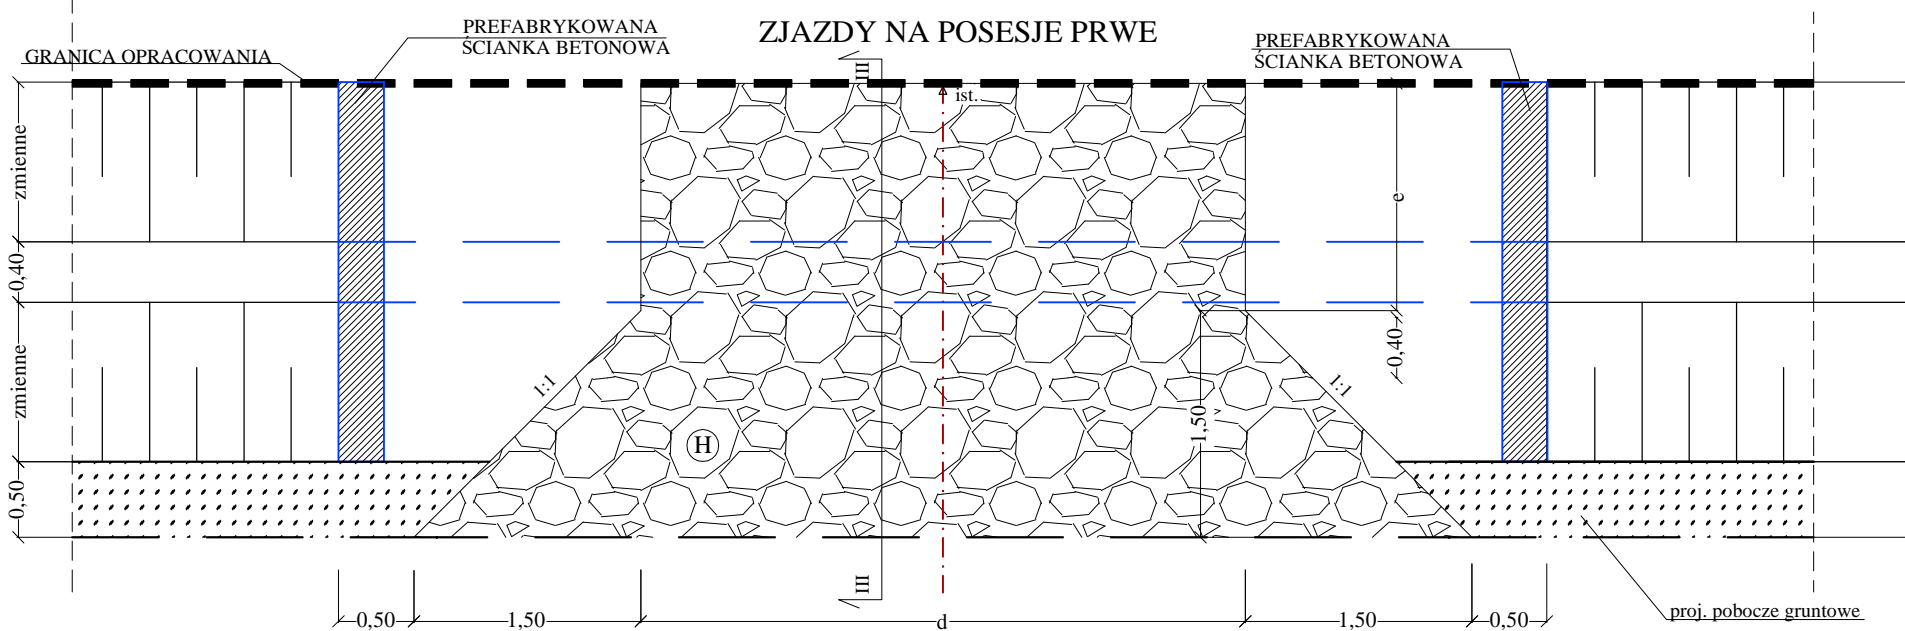 ZJAZDY NA POSESJE PRWE
PREFABRYKOWANA
ŚCIANKA BETONOWA
GRANICA OPRACOWANIA
PREFABRYKOWANA
ŚCIANKA BETONOWA
III
ist.
zmienne
e
0,40
0,40
zmienne
1:1
1:1
1,50
H
0,50
III
0,50
1,50
d
1,50
0,50
proj. pobocze gruntowe